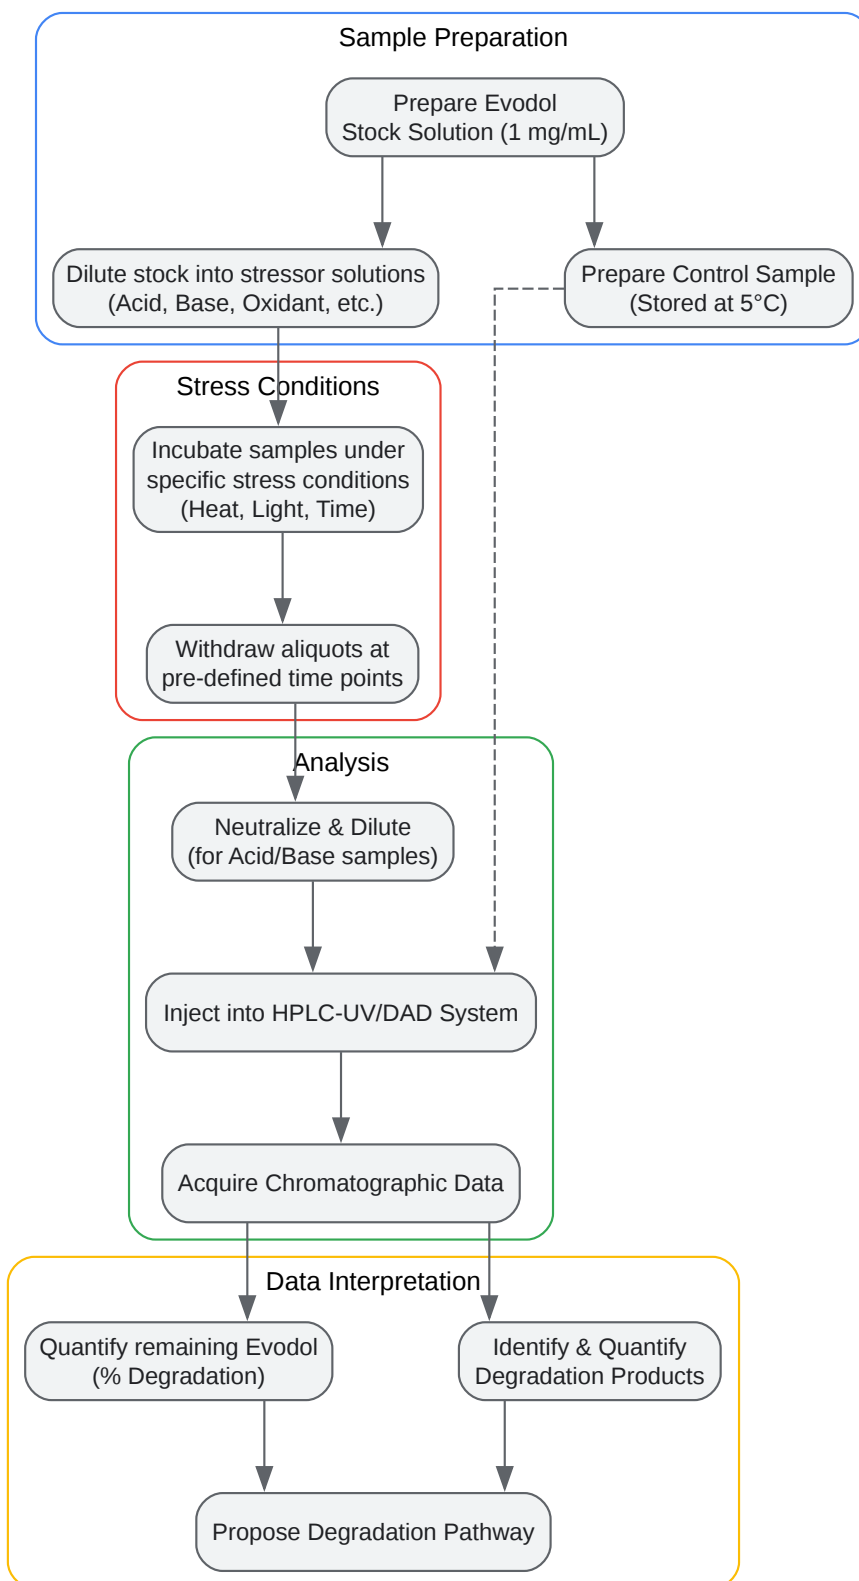 Sample Preparation
Prepare Evodol
Stock Solution (1 mg/mL)
Dilute stock into stressor solutions
(Acid, Base, Oxidant, etc.)
Prepare Control Sample
(Stored at 5°C)
Stress Conditions
Incubate samples under
specific stress conditions
(Heat, Light, Time)
Withdraw aliquots at
pre-defined time points
Analysis
Neutralize & Dilute
(for Acid/Base samples)
Inject into HPLC-UV/DAD System
Acquire Chromatographic Data
Data Interpretation
Quantify remaining Evodol
(% Degradation)
Identify & Quantify
Degradation Products
Propose Degradation Pathway